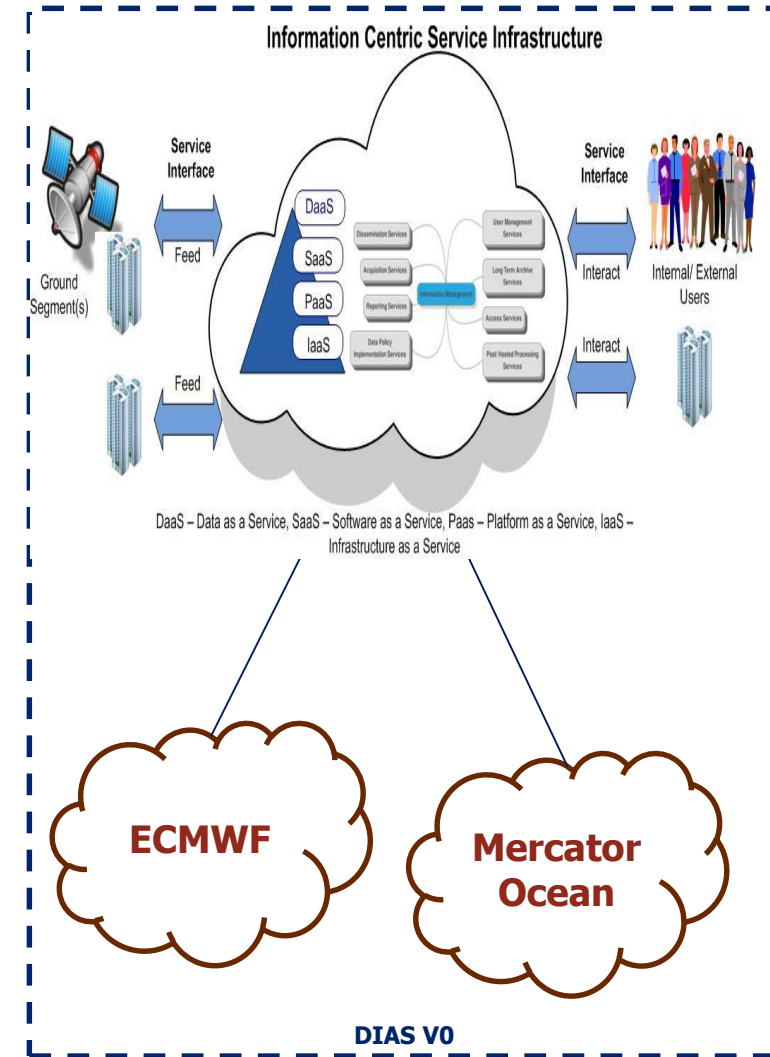 Information Centric Service Infrastructure
Service
Interface
Feed
Ground
Segment(s)
Feed
DaaS
SaaS
PaaS
IaaS
Dissemination Services
Acquisition Services
Reporting Services
Data Policy
Implementation Services
Information Management
User Management
Services
Long Term Archive
Services
Access Services
Post Hosted Processing
Services
Service
Interface
Interact
Internal/ External
Users
Interact
DaaS – Data as a Service, SaaS – Software as a Service, Paas – Platform as a Service, IaaS –
Infrastructure as a Service
ECMWF
Mercator
Ocean
DIAS V0